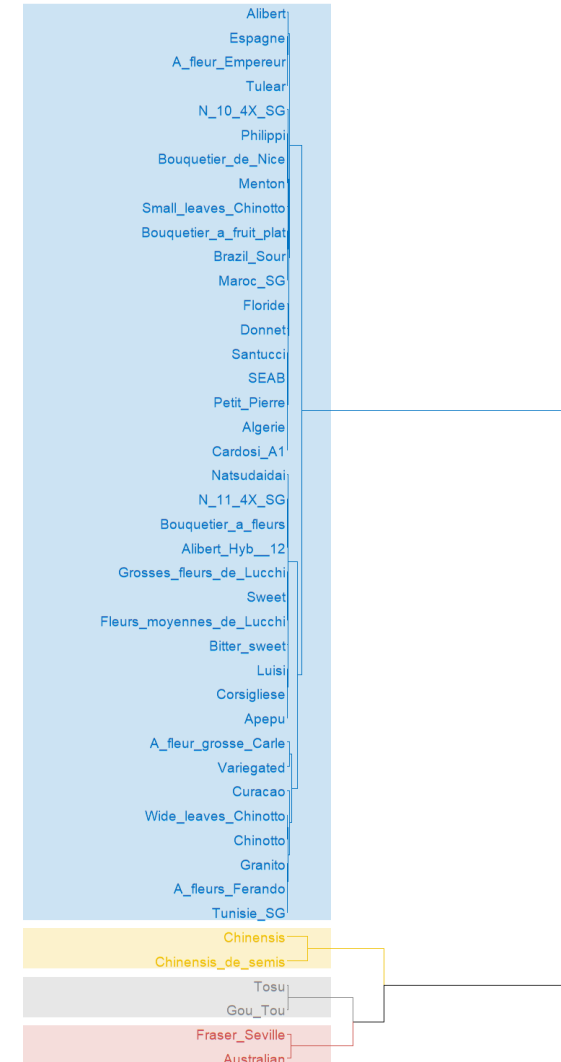 Alibert
Espagne
A_fleur_Empereur
Tulear
N_10_4X_SG
Philippi
Bouquetier_de_Nice
Menton
Small_leaves_Chinotto
Bouquetier_a_fruit_plat
Brazil_Sour
Maroc_SG
Floride
Donnet
Santucci
SEAB
Petit_Pierre
Algerie
Cardosi_A1
Natsudaidai
N_11_4X_SG
Bouquetier_a_fleurs
Alibert_Hyb__12
Grosses_fleurs_de_Lucchi
Sweet
Fleurs_moyennes_de_Lucchi
Bitter_sweet
Luisi
Corsigliese
Apepu
A_fleur_grosse_Carle
Variegated
Curacao
Wide_leaves_Chinotto
Chinotto
Granito
A_fleurs_Ferando
Tunisie_SG
Chinensis
Chinensis_de_semis
Tosu
Gou_Tou
Fraser_Seville
Australian